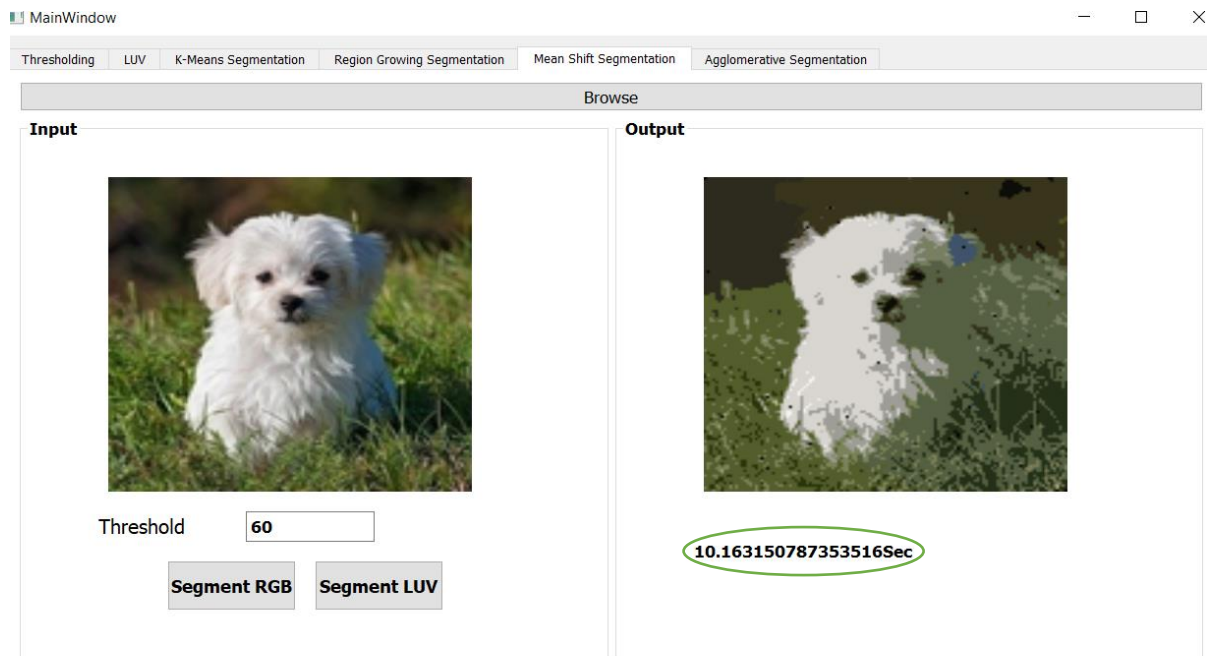 MainWindow
Thresholding LUV K-Means Segmentation Region Growing Segmentation Mean Shift Segmentation Agglomerative Segmentation
Browse
Input
Output
Threshold 60
Segment RGB Segment LUV
10.163150787353516Sec